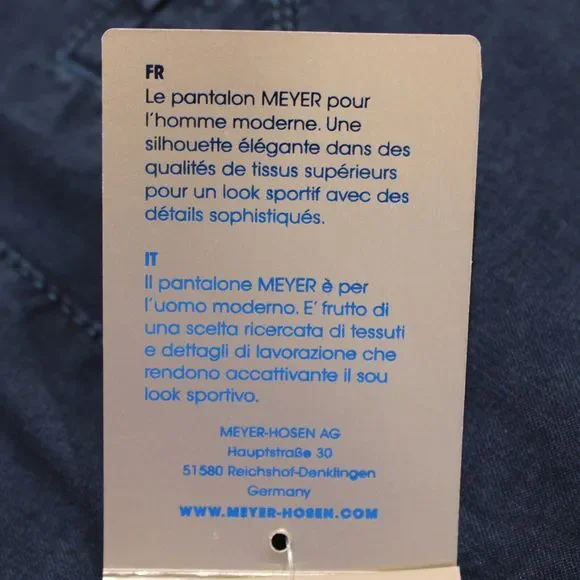 FR
Le pantalon MEYER pour
l'homme moderne. Une
silhouette élégante dans des
qualités de tissus supérieurs
pour un look sportif avec des
détails sophistiqués.
IT
Il pantalone MEYER è per
l'uomo moderno. E' frutto di
una scelta ricercata di tessuti
e dettagli di lavorazione che
rendono accattivante il sou
look sportivo.
MEYER-HOSEN AG
Hauptstraße 30
51580 Reichshof-Denklingen
Germany
WWW.MEYER-HOSEN.COM